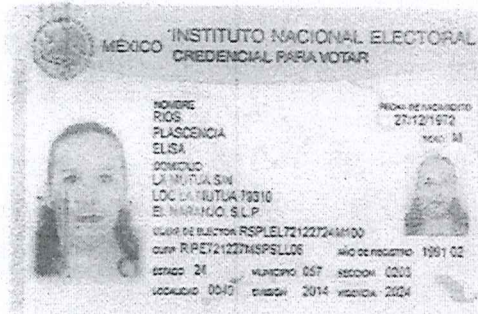 MÉXICO INSTITUTO NACIONAL ELECTORAL
CREDENCIAL PARA VOTAR
NOMBRE
RIOS
PLASCENCIA
ELISA
FECHA DE NACIMIENTO
27/12/1972
SEXO M
DOMICILIO
LA MUTUA S/N
LOC LA MUTUA 79310
EL NARANJO, S.L.P.
CLAVE DE ELECTOR RSPLEL72122724M100
CURP RIPE721227MSPSLL06 AÑO DE REGISTRO 1991 02
ESTADO 24 MUNICIPIO 057 SECCIÓN 0203
LOCALIDAD 0043 EMISIÓN 2014 VIGENCIA 2024